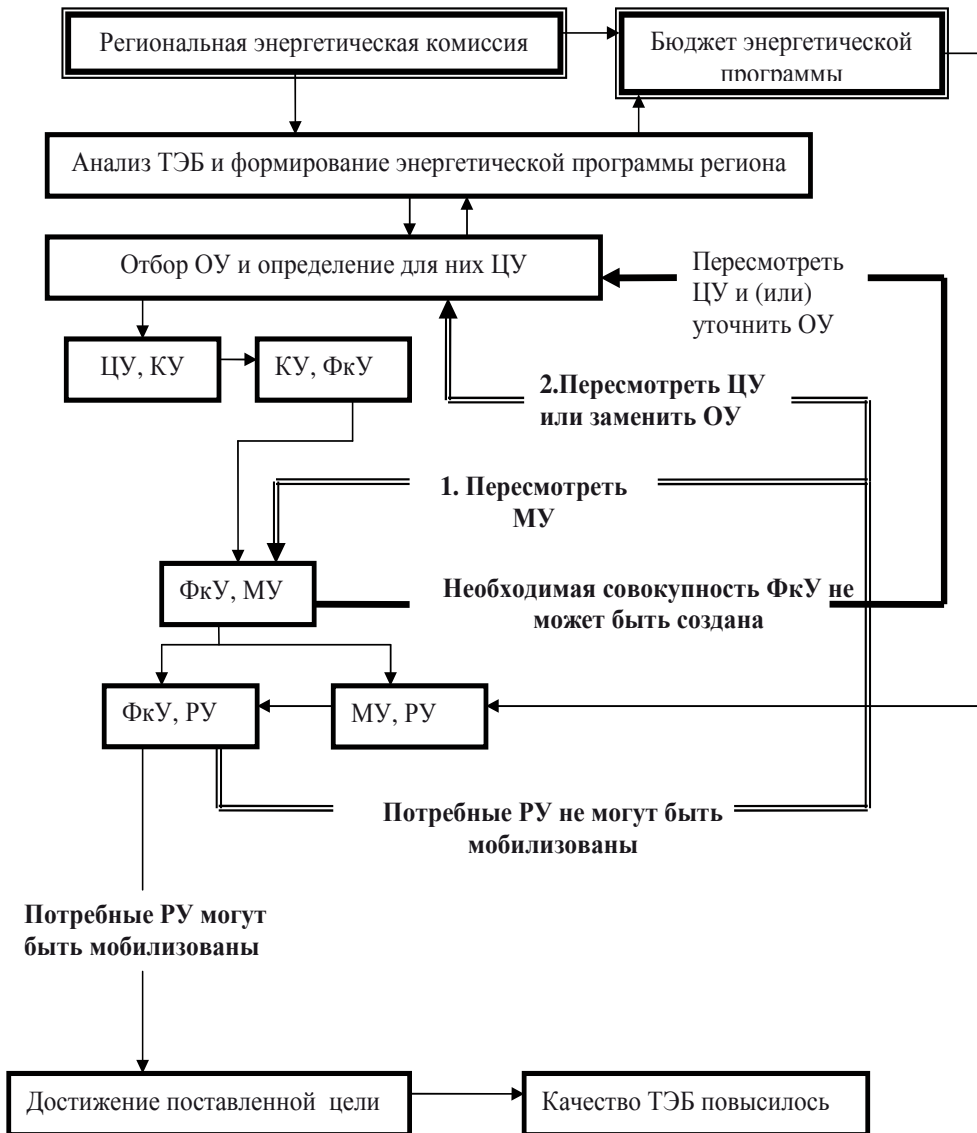 Региональная энергетическая комиссия
Бюджет энергетической
программы
Анализ ТЭБ и формирование энергетической программы региона
Отбор ОУ и определение для них ЦУ
Пересмотреть
ЦУ и (или)
уточнить ОУ
ЦУ, КУ
КУ, ФкУ
2.Пересмотреть ЦУ
или заменить ОУ
1. Пересмотреть
МУ
ФкУ, МУ
Необходимая совокупность ФкУ не
может быть создана
ФкУ, РУ
МУ, РУ
Потребные РУ не могут быть
мобилизованы
Потребные РУ могут
быть мобилизованы
Достижение поставленной цели
Качество ТЭБ повысилось